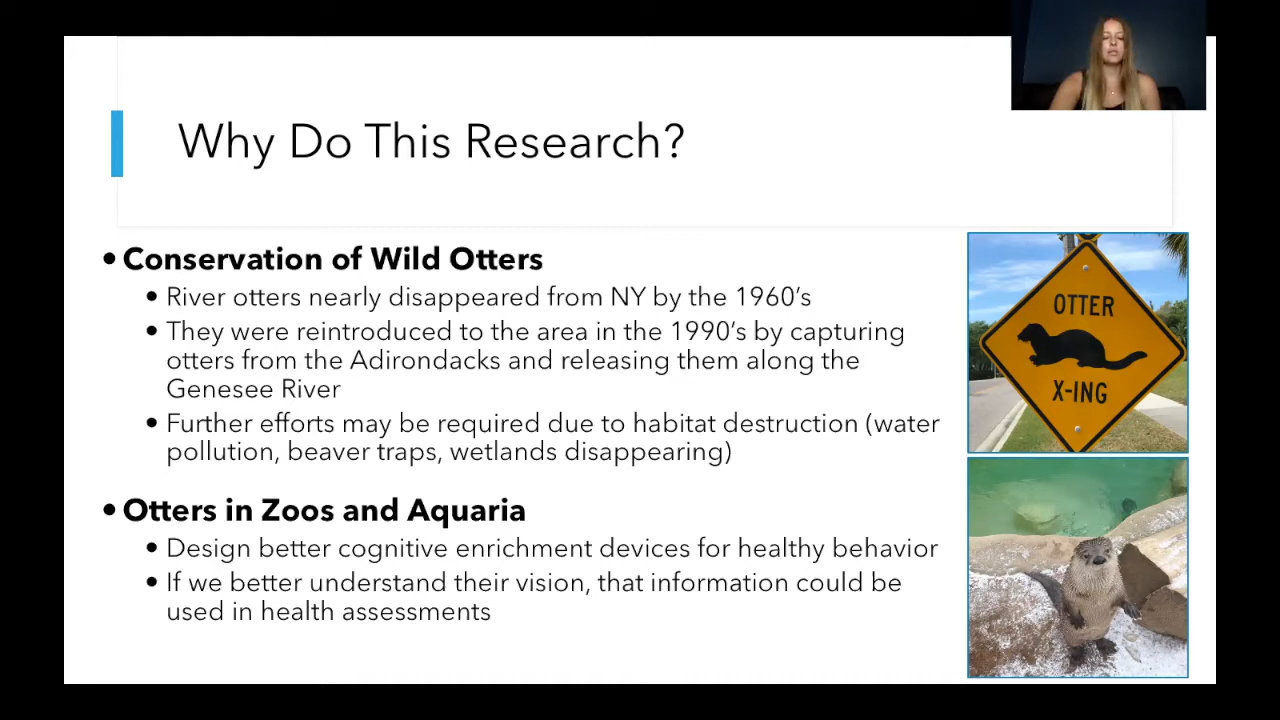 Why Do This Research?
• Conservation of Wild Otters
• River otters nearly disappeared from NY by the 1960's
• They were reintroduced to the area in the 1990's by capturing
otters from the Adirondacks and releasing them along the
Genesee River
• Further efforts may be required due to habitat destruction (water
pollution, beaver traps, wetlands disappearing)
• Otters in Zoos and Aquaria
• Design better cognitive enrichment devices for healthy behavior
• If we better understand their vision, that information could be
used in health assessments
OTTER
X-ING